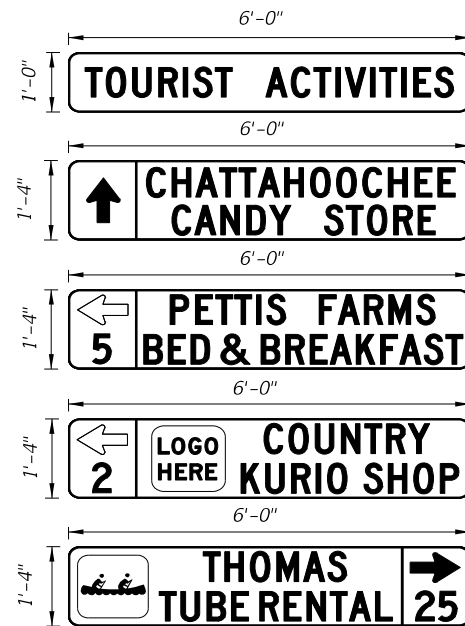 6'-0"
1'-0"
TOURIST ACTIVITIES
6'-0"
1'-4"
CHATTAHOOCHEE
CANDY STORE
6'-0"
1'-4"
5
PETTIS FARMS
BED & BREAKFAST
6'-0"
1'-4"
2
LOGO
HERE
COUNTRY
KURIO SHOP
6'-0"
1'-4"
THOMAS
TUBE RENTAL
25